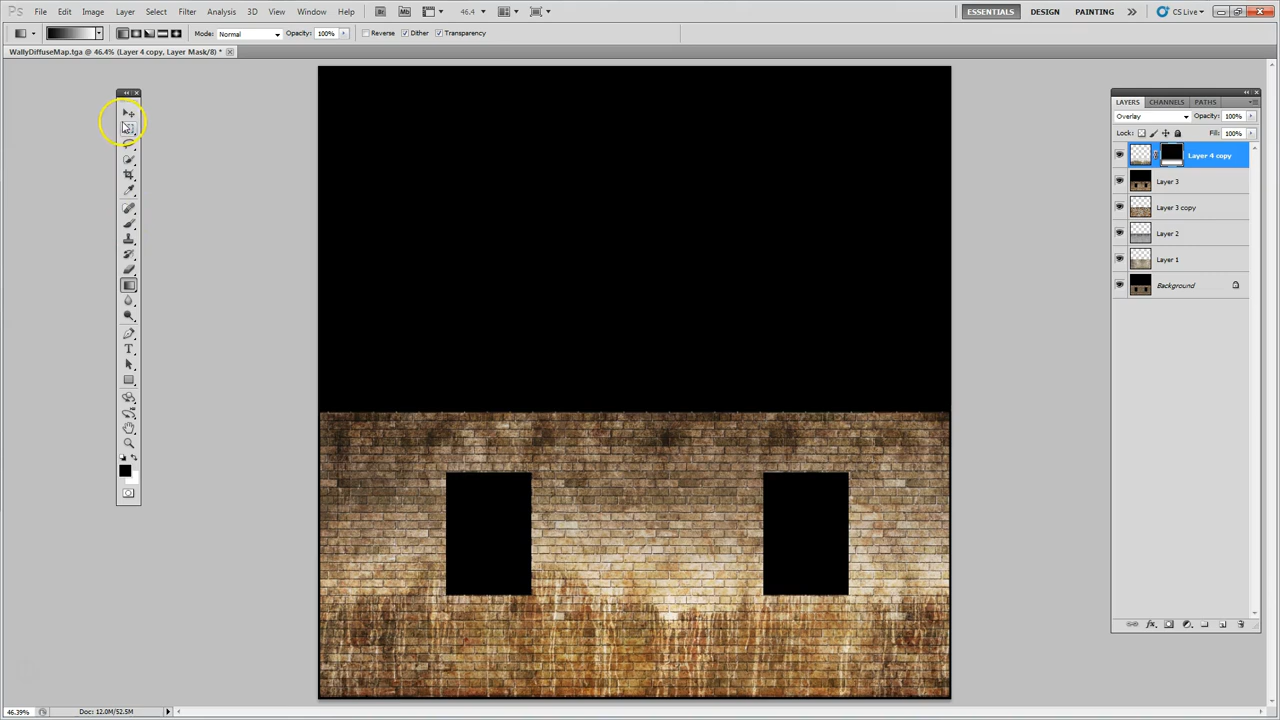 Ps File Edit Image Layer Select Filter Analysis 3D View Window Help Br Mb 46.4 ESSENTIALS DESIGN PAINTING CS Live
Mode: Normal Opacity: 100% Reverse Dither Transparency
WallyDiffuseMap.tga @ 46.4% (Layer 4 copy, Layer Mask/8) *
LAYERS CHANNELS PATHS
Overlay Opacity: 100%
Lock: Fill: 100%
Layer 4 copy
Layer 3
Layer 3 copy
Layer 2
Layer 1
Background
46.39% Doc: 12.0M/52.5M